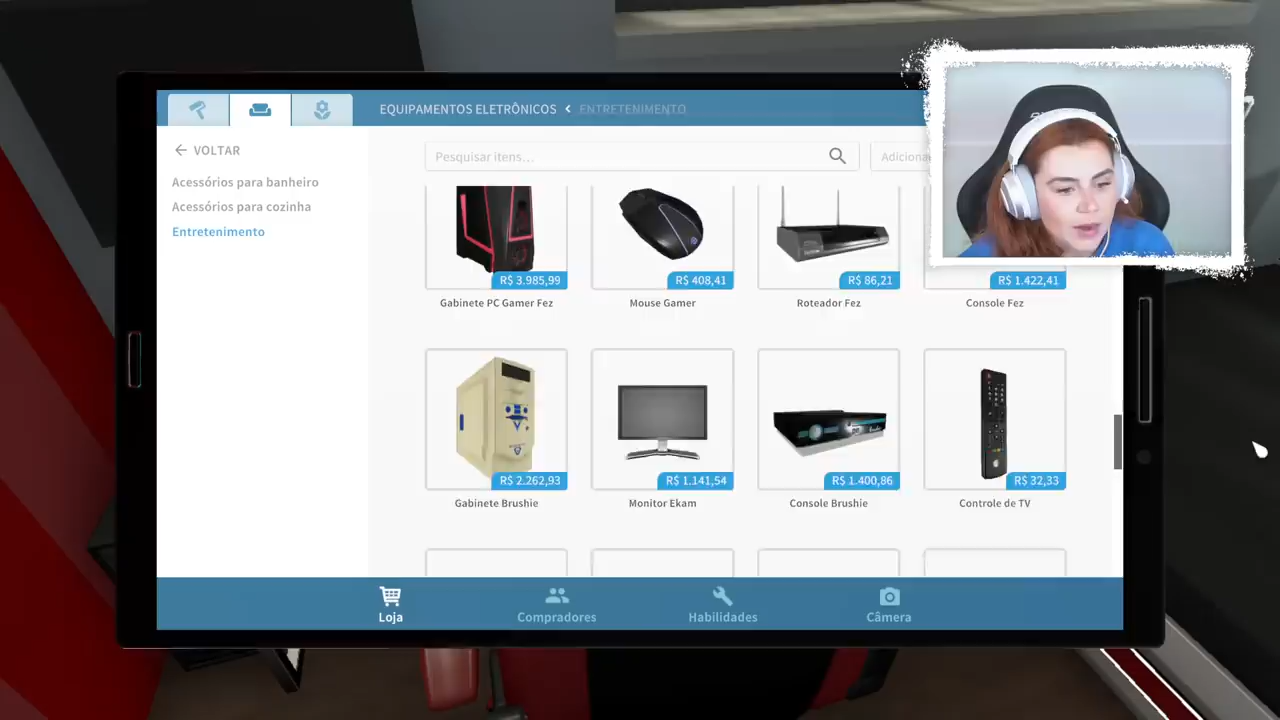 EQUIPAMENTOS ELETRÔNICOS < ENTRETENIMENTO
VOLTAR
Pesquisar itens...
Adiciona
Acessórios para banheiro
Acessórios para cozinha
Entretenimento
R$ 3.985,99
R$ 408,41
R$ 86,21
R$ 1.422,41
Gabinete PC Gamer Fez
Mouse Gamer
Roteador Fez
Console Fez
R$ 2.262,93
R$ 1.141,54
R$ 1.400,86
R$ 32,33
Gabinete Brushie
Monitor Ekam
Console Brushie
Controle de TV
Loja
Compradores
Habilidades
Câmera